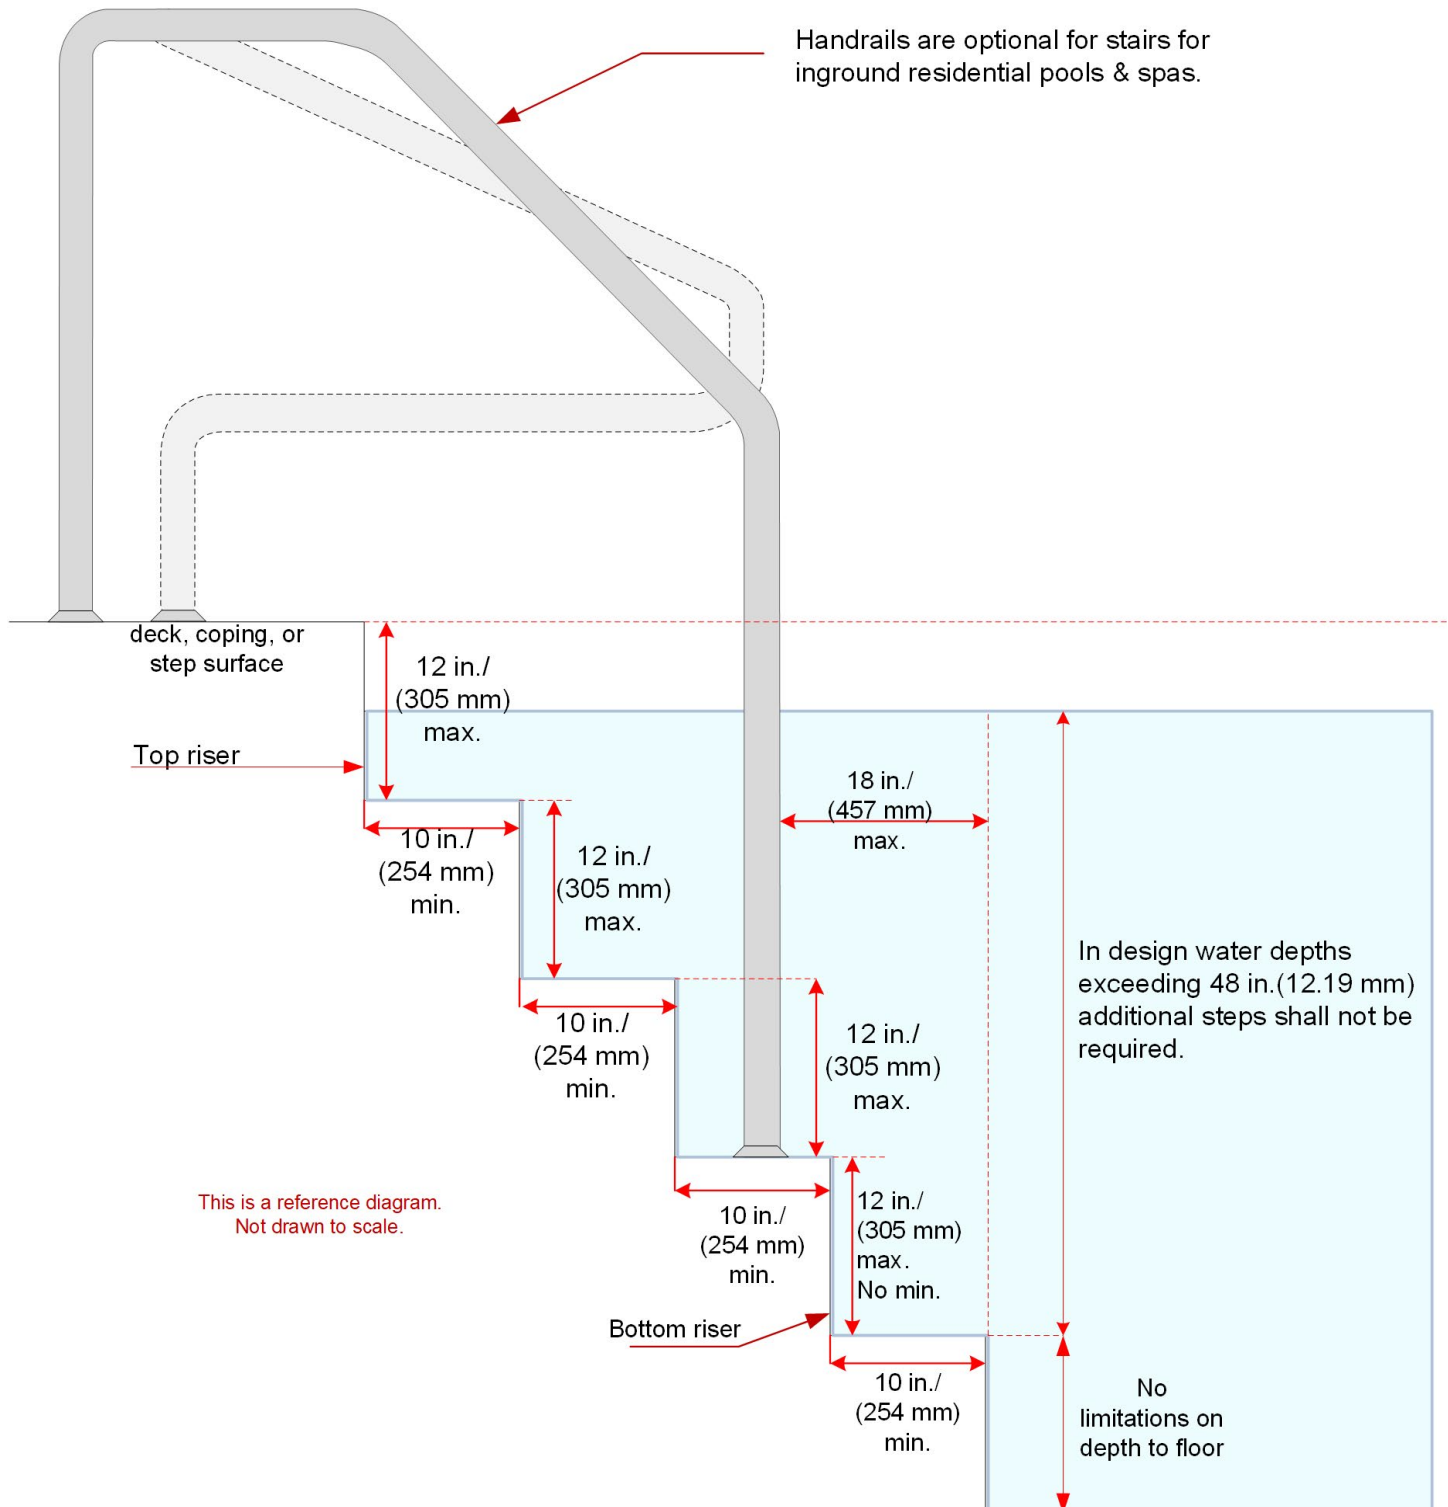 Handrails are optional for stairs for
inground residential pools & spas.
deck, coping, or
step surface
12 in./
(305 mm)
max.
Top riser
18 in./
(457 mm)
max.
10 in./
(254 mm)
min.
12 in./
(305 mm)
max.
In design water depths
exceeding 48 in.(12.19 mm)
additional steps shall not be
required.
10 in./
(254 mm)
min.
12 in./
(305 mm)
max.
This is a reference diagram.
Not drawn to scale.
10 in./
(254 mm)
min.
12 in./
(305 mm)
max.
No min.
Bottom riser
10 in./
(254 mm)
min.
No
limitations on
depth to floor